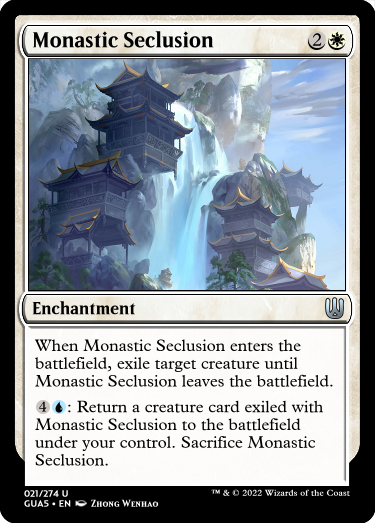 Monastic Seclusion 2
Enchantment
When Monastic Seclusion enters the
battlefield, exile target creature until
Monastic Seclusion leaves the battlefield.
4: Return a creature card exiled with
Monastic Seclusion to the battlefield
under your control. Sacrifice Monastic
Seclusion.
021/274 U
GUA5 • EN Zhong Wenhao
™ & © 2022 Wizards of the Coast